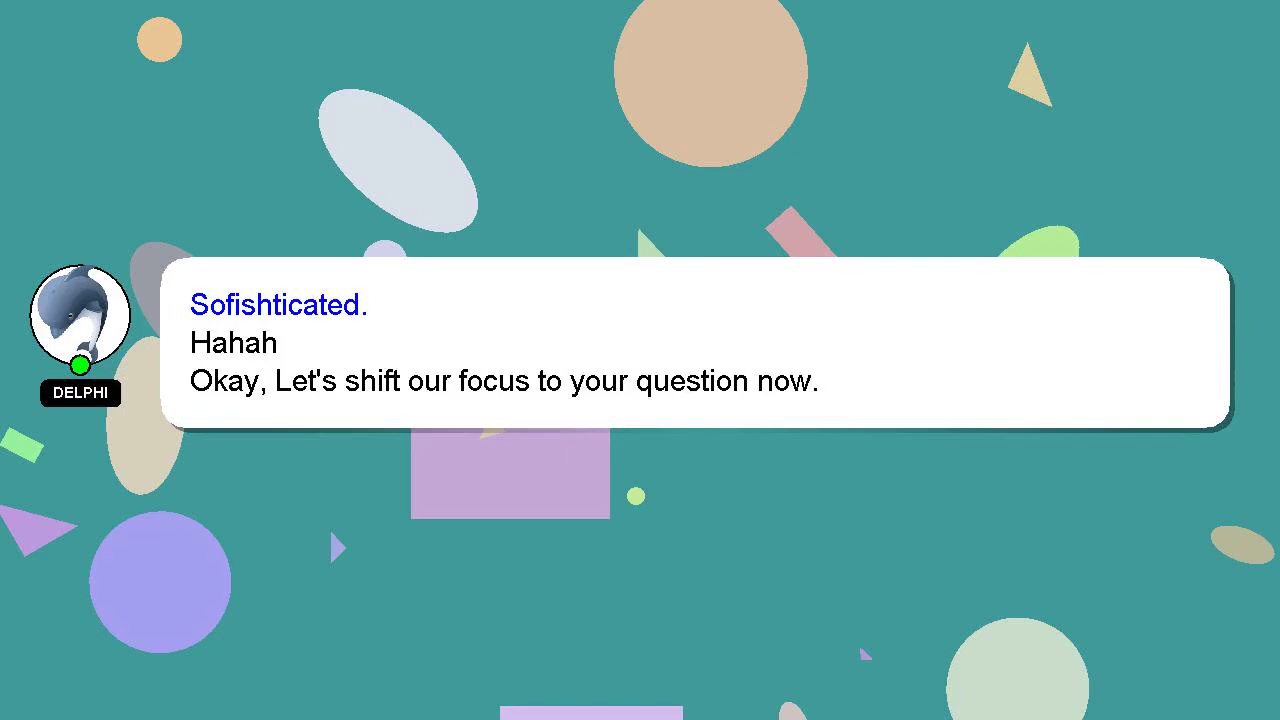 Sofishticated.
Hahah
Okay, Let's shift our focus to your question now.
DELPHI